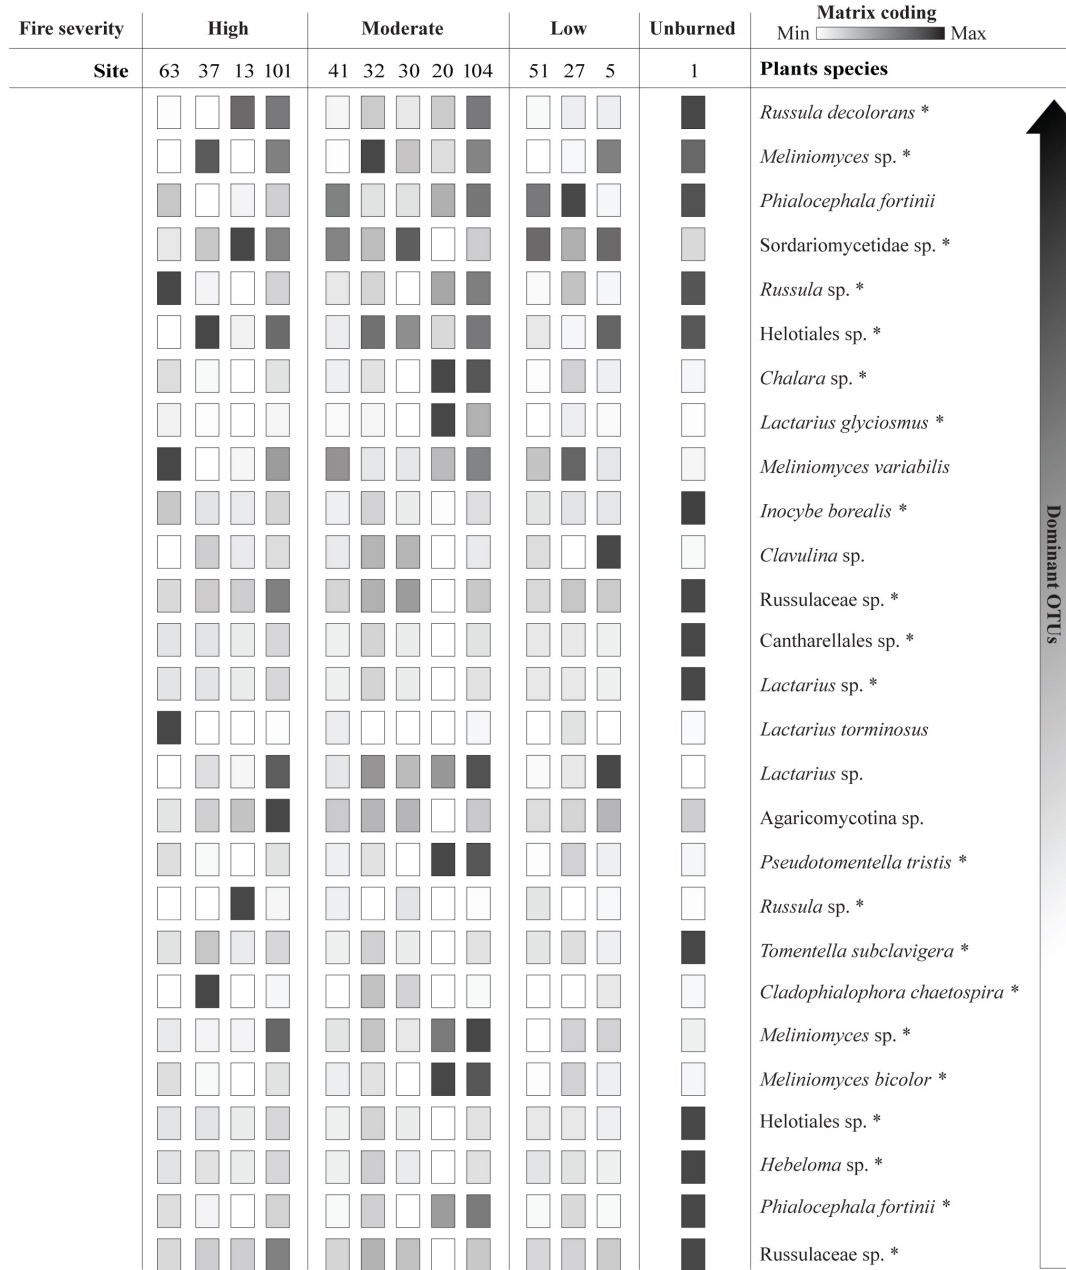 Fire severity High Moderate Low Unburned Matrix coding
Min Max
Site 63 37 13 101 41 32 30 20 104 51 27 5 1 Plants species
Russula decolorans *
Meliniomyces sp. *
Phialocephala fortinii
Sordariomycetidae sp. *
Russula sp. *
Helotiales sp. *
Chalara sp. *
Lactarius glyciosmus *
Meliniomyces variabilis
Inocybe borealis *
Clavulina sp.
Russulaceae sp. *
Cantharellales sp. *
Lactarius sp. *
Lactarius torminosus
Lactarius sp.
Agaricomycotina sp.
Pseudotomentella tristis *
Russula sp. *
Tomentella subclavigera *
Cladophialophora chaetospira *
Meliniomyces sp. *
Meliniomyces bicolor *
Helotiales sp. *
Hebeloma sp. *
Phialocephala fortinii *
Russulaceae sp. *
Dominant OTUs